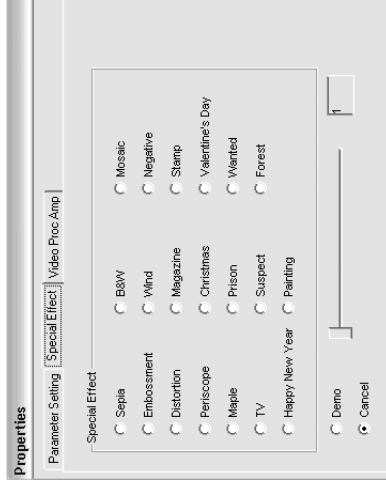 Properties
Parameter Setting Special Effect Video Proc Amp
Special Effect
Sepia B&W Mosaic
Embossment Wind Negative
Distortion Magazine Stamp
Periscope Christmas Valentine's Day
Maple Prison Wanted
TV Suspect Forest
Happy New Year Painting
Demo
1
Cancel